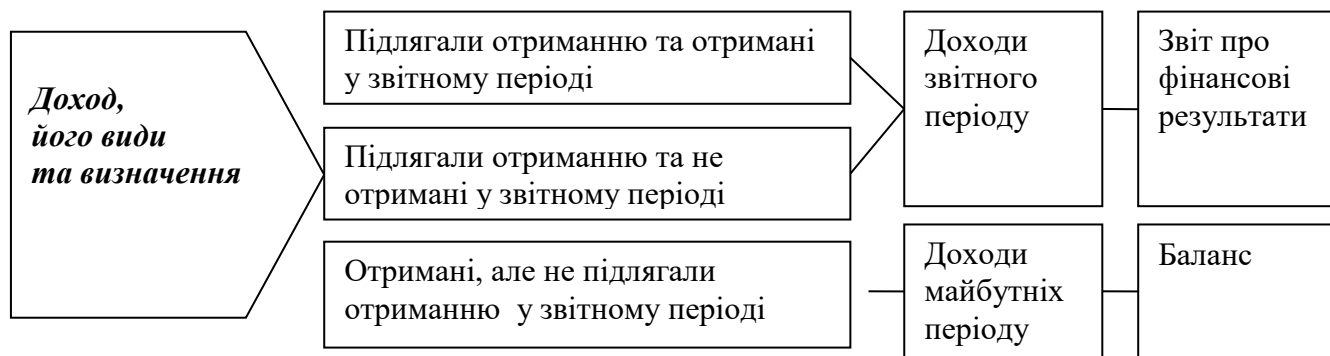 Доход,
його види
та визначення
Підлягали отриманню та отримані
у звітному періоді
Підлягали отриманню та не
отримані у звітному періоді
Отримані, але не підлягали
отриманню у звітному періоді
Доходи
звітного
періоду
Доходи
майбутніх
періоду
Звіт про
фінансові
результати
Баланс